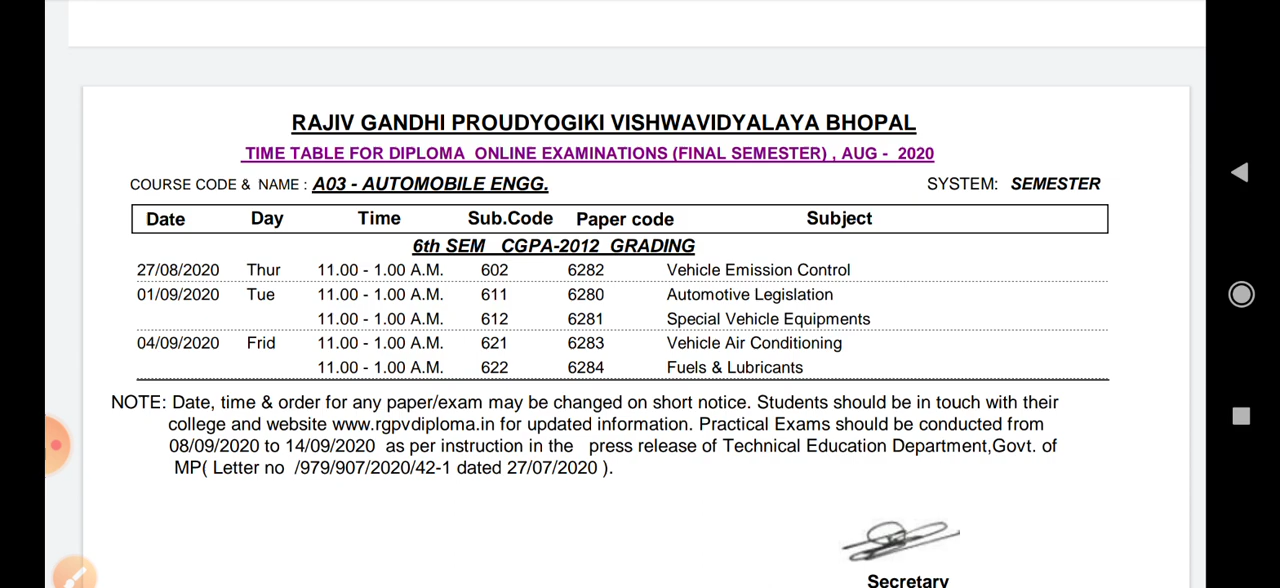 RAJIV GANDHI PROUDYOGIKI VISHWAVIDYALAYA BHOPAL
TIME TABLE FOR DIPLOMA ONLINE EXAMINATIONS (FINAL SEMESTER) , AUG - 2020
COURSE CODE & NAME : A03 - AUTOMOBILE ENGG. SYSTEM: SEMESTER
Date Day Time Sub.Code Paper code Subject
6th SEM CGPA-2012 GRADING
27/08/2020 Thur 11.00 - 1.00 A.M. 602 6282 Vehicle Emission Control
01/09/2020 Tue 11.00 - 1.00 A.M. 611 6280 Automotive Legislation
11.00 - 1.00 A.M. 612 6281 Special Vehicle Equipments
04/09/2020 Frid 11.00 - 1.00 A.M. 621 6283 Vehicle Air Conditioning
11.00 - 1.00 A.M. 622 6284 Fuels & Lubricants
NOTE: Date, time & order for any paper/exam may be changed on short notice. Students should be in touch with their
college and website www.rgpvdiploma.in for updated information. Practical Exams should be conducted from
08/09/2020 to 14/09/2020 as per instruction in the press release of Technical Education Department,Govt. of
MP( Letter no /979/907/2020/42-1 dated 27/07/2020 ).
Secretary